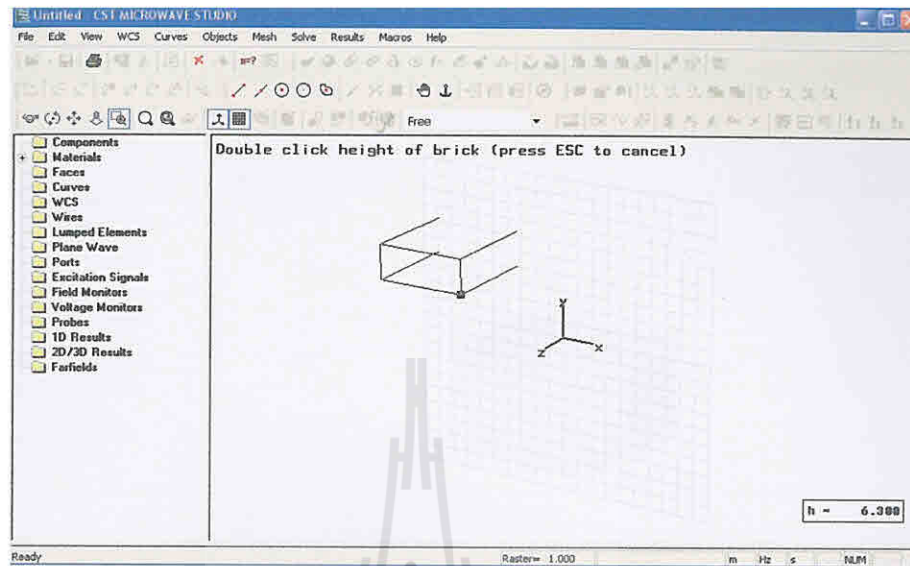 Untitled CST MICROWAVE STUDIO
File Edit View WCS Curves Objects Mesh Solve Results Macros Help
Free
Components
Materials
Faces
Curves
WCS
Wires
Lumped Elements
Plane Wave
Ports
Excitation Signals
Field Monitors
Voltage Monitors
Probes
1D Results
2D/3D Results
Farfields
Double click height of brick (press ESC to cancel)
y
z x
h = 6.300
Ready Raster= 1.000 m Hz s NUM